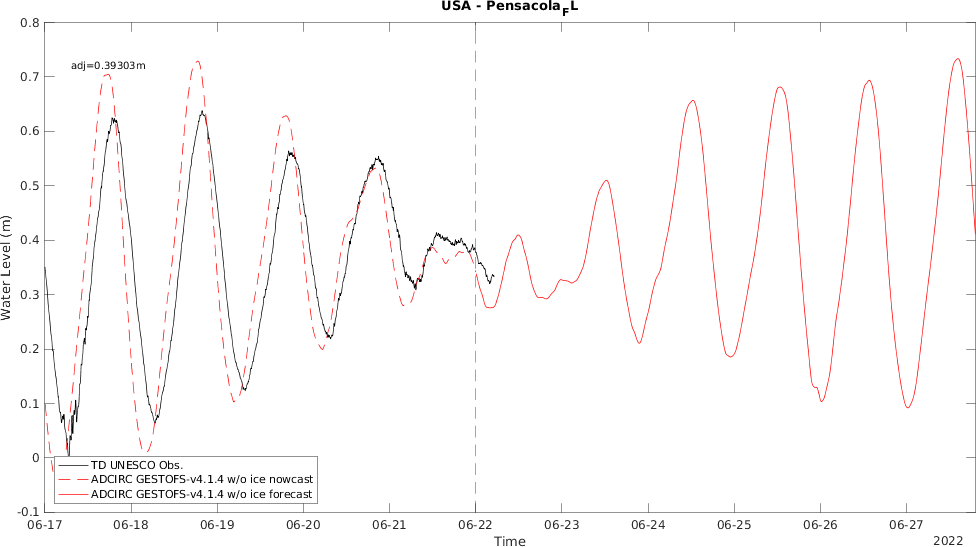 USA - Pensacola_FL
adj=0.39303m
Water Level (m)
0.8
0.7
0.6
0.5
0.4
0.3
0.2
0.1
0
-0.1
TD UNESCO Obs.
ADCIRC GESTOFS-v4.1.4 w/o ice nowcast
ADCIRC GESTOFS-v4.1.4 w/o ice forecast
06-17 06-18 06-19 06-20 06-21 06-22 06-23 06-24 06-25 06-26 06-27
Time
2022